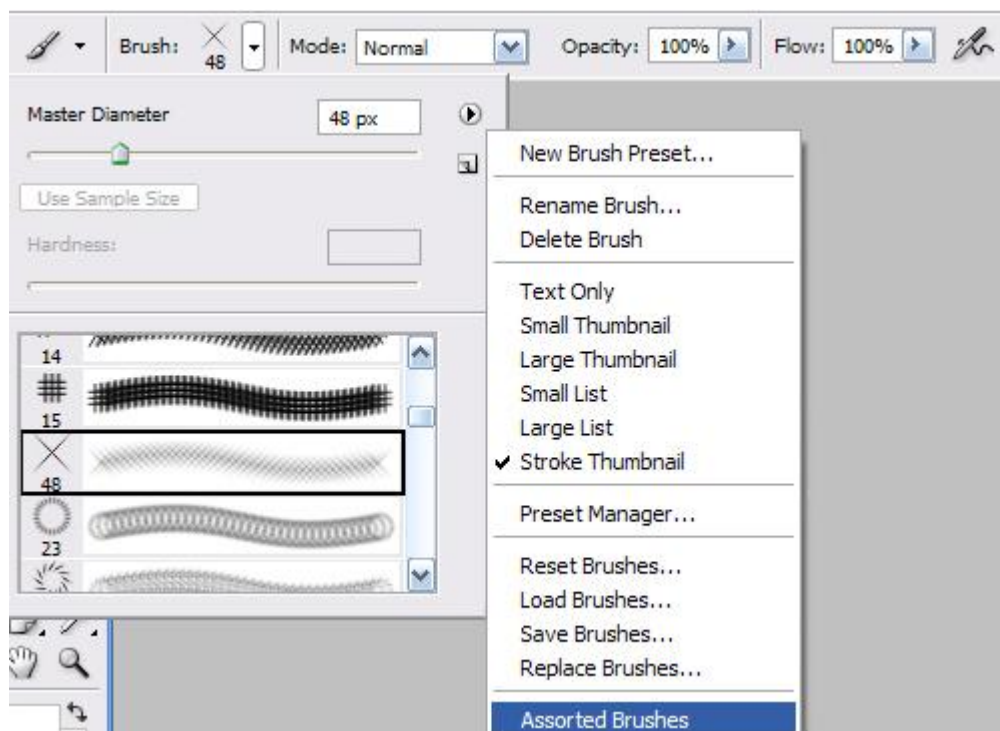 Brush: 48 Mode: Normal Opacity: 100% Flow: 100%
Master Diameter 48 px
Use Sample Size
Hardness:
14
15
48
23
New Brush Preset...
Rename Brush...
Delete Brush
Text Only
Small Thumbnail
Large Thumbnail
Small List
Large List
Stroke Thumbnail
Preset Manager...
Reset Brushes...
Load Brushes...
Save Brushes...
Replace Brushes...
Assorted Brushes